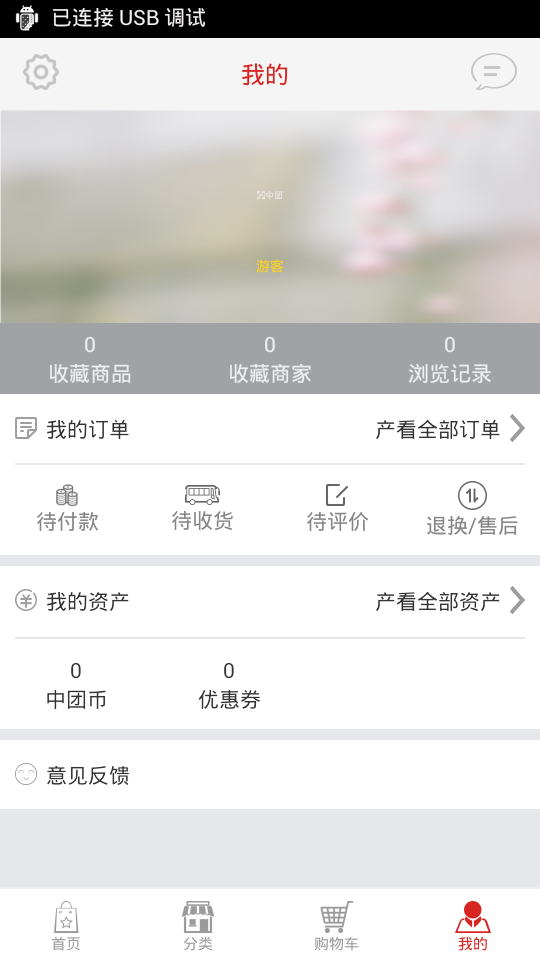 已连接 USB 调试
我的
中团
游客
0 0 0
收藏商品 收藏商家 浏览记录
我的订单 产看全部订单
待付款 待收货 待评价 退换/售后
我的资产 产看全部资产
0 0
中团币 优惠券
意见反馈
首页 分类 购物车 我的